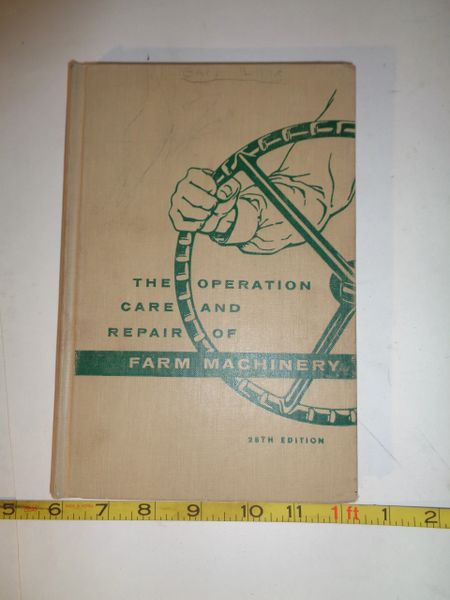 THE OPERATION
CARE AND
REPAIR OF
FARM MACHINERY
28TH EDITION
5 6 7 8 9 10 11 1 ft 1 2